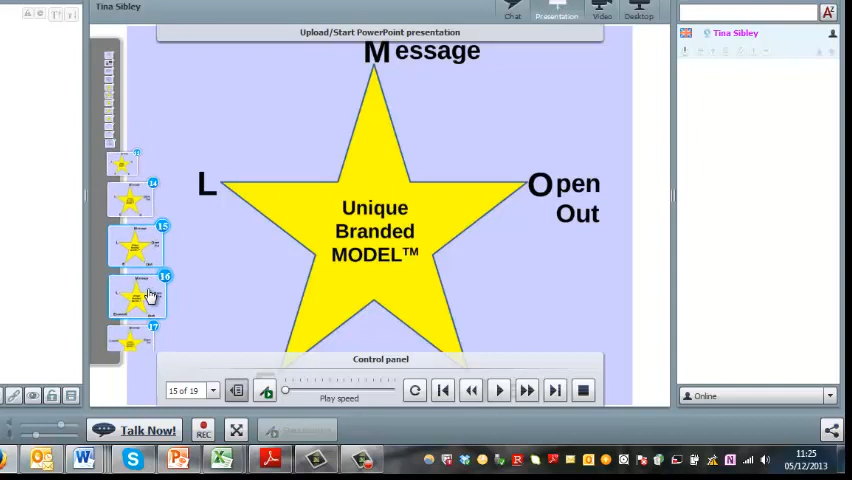 Tina Sibley
Chat
Presentation
Video
Desktop
Upload/Start PowerPoint presentation
Tina Sibley
Message
L
Open
Out
Unique
Branded
MODEL™
14
15
16
17
Control panel
15 of 19
Play speed
Online
Talk Now!
REC
11:25
05/12/2013